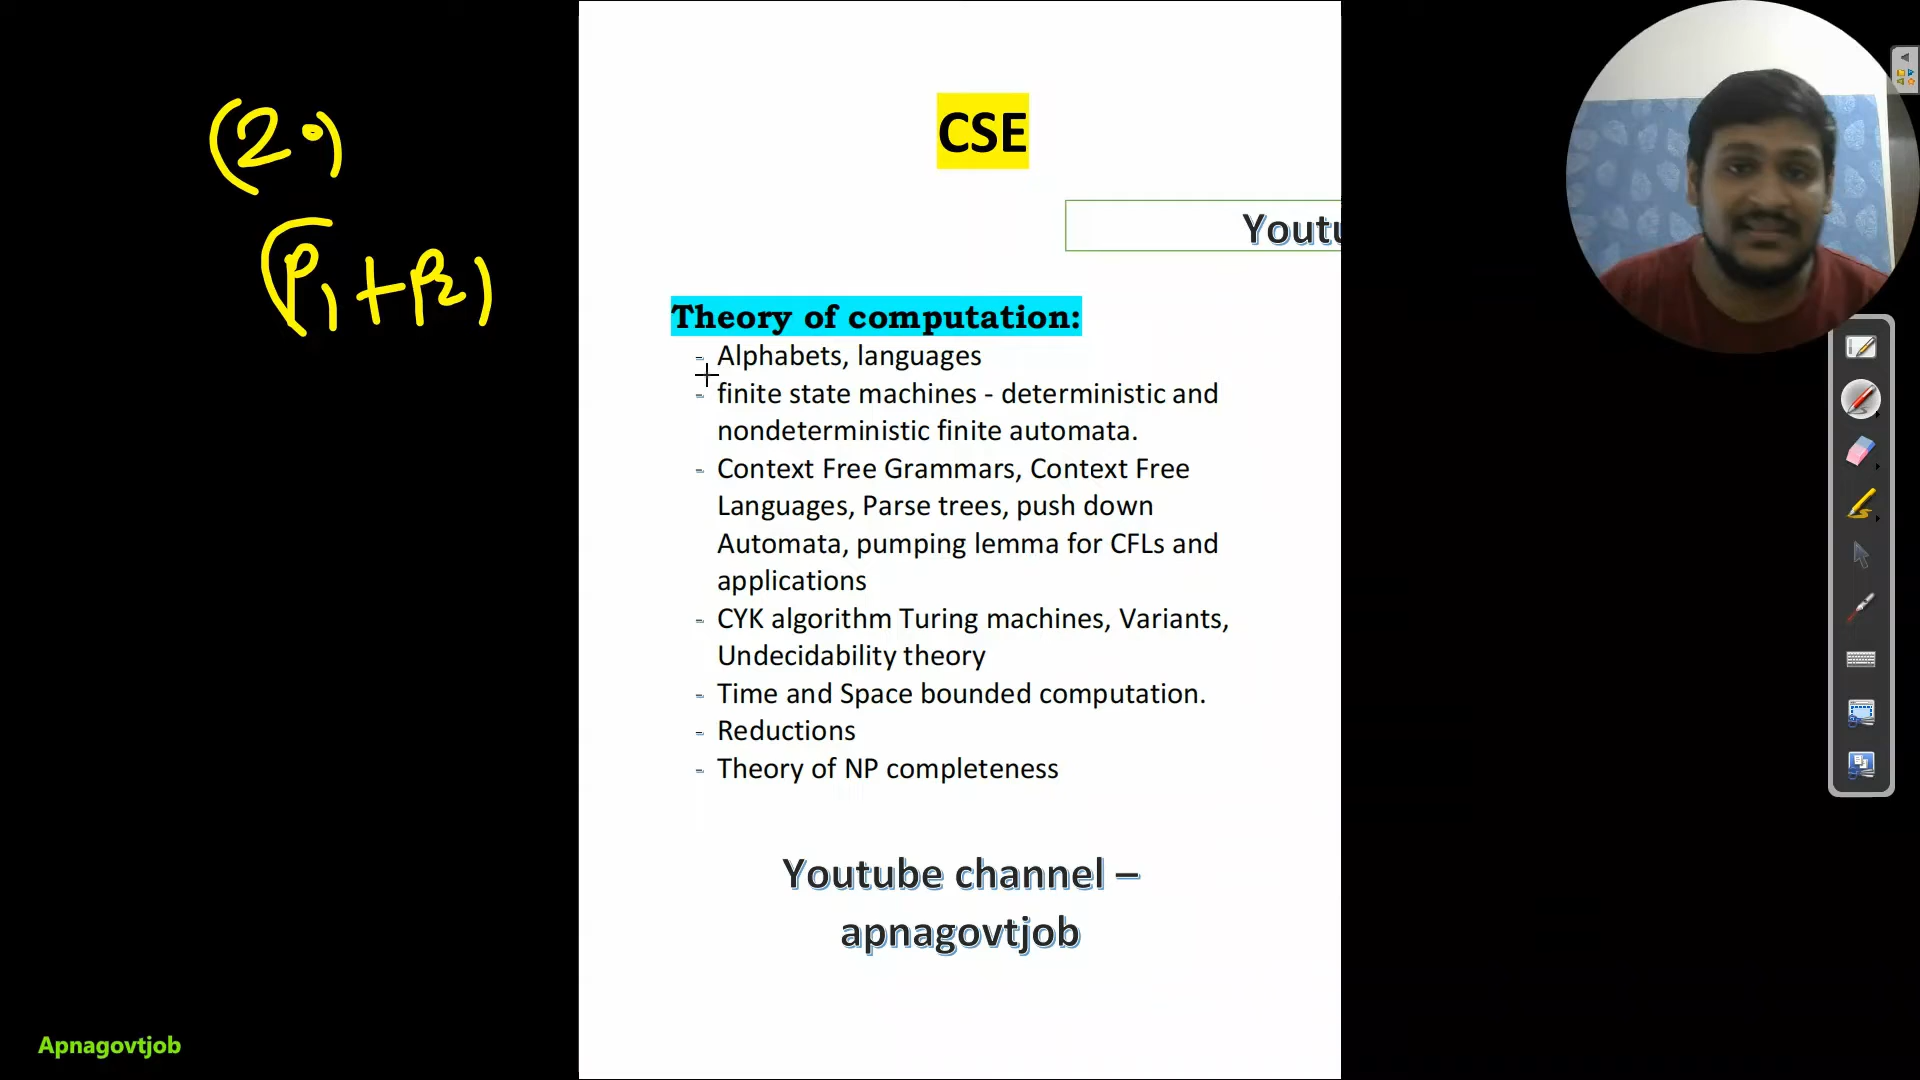 (2.)
(P1+P2)
CSE
Youtu
Theory of computation:
- Alphabets, languages
- finite state machines - deterministic and
nondeterministic finite automata.
- Context Free Grammars, Context Free
Languages, Parse trees, push down
Automata, pumping lemma for CFLs and
applications
- CYK algorithm Turing machines, Variants,
Undecidability theory
- Time and Space bounded computation.
- Reductions
- Theory of NP completeness
Youtube channel –
apnagovtjob
Apnagovtjob